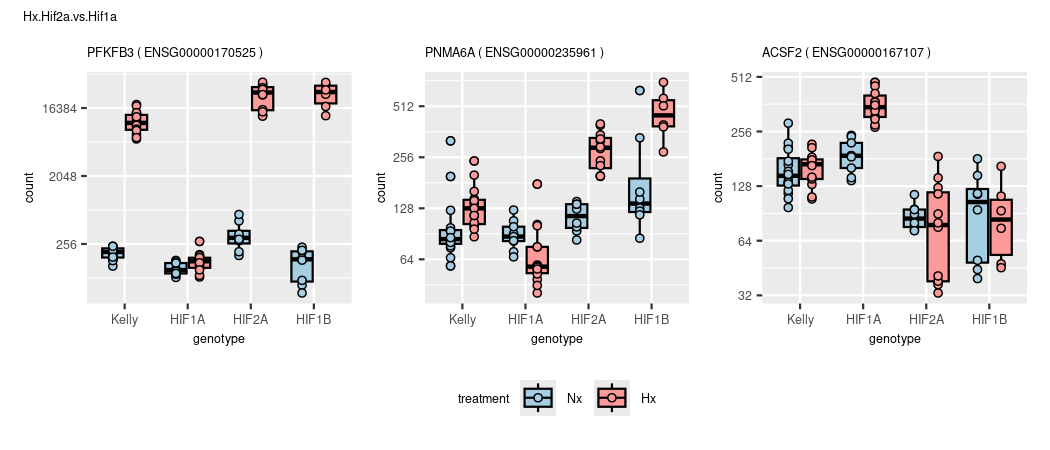 Hx.Hif2a.vs.Hif1a
PFKFB3 ( ENSG00000170525 )
16384
2048
256
count
Kelly
HIF1A
HIF2A
HIF1B
genotype
PNMA6A ( ENSG00000235961 )
512
256
128
64
count
Kelly
HIF1A
HIF2A
HIF1B
genotype
ACSF2 ( ENSG00000167107 )
512
256
128
64
32
count
Kelly
HIF1A
HIF2A
HIF1B
genotype
treatment
Nx
Hx